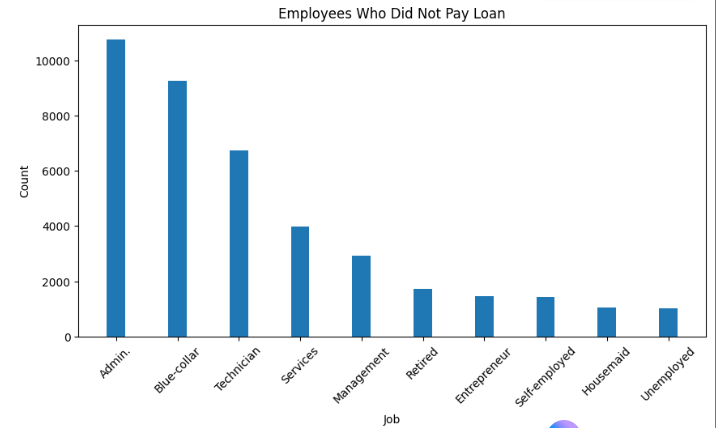 Employees Who Did Not Pay Loan
10000
8000
6000
4000
2000
0
Count
Admin.
Blue-collar
Technician
Services
Management
Retired
Entrepreneur
Self-employed
Housemaid
Unemployed
Job